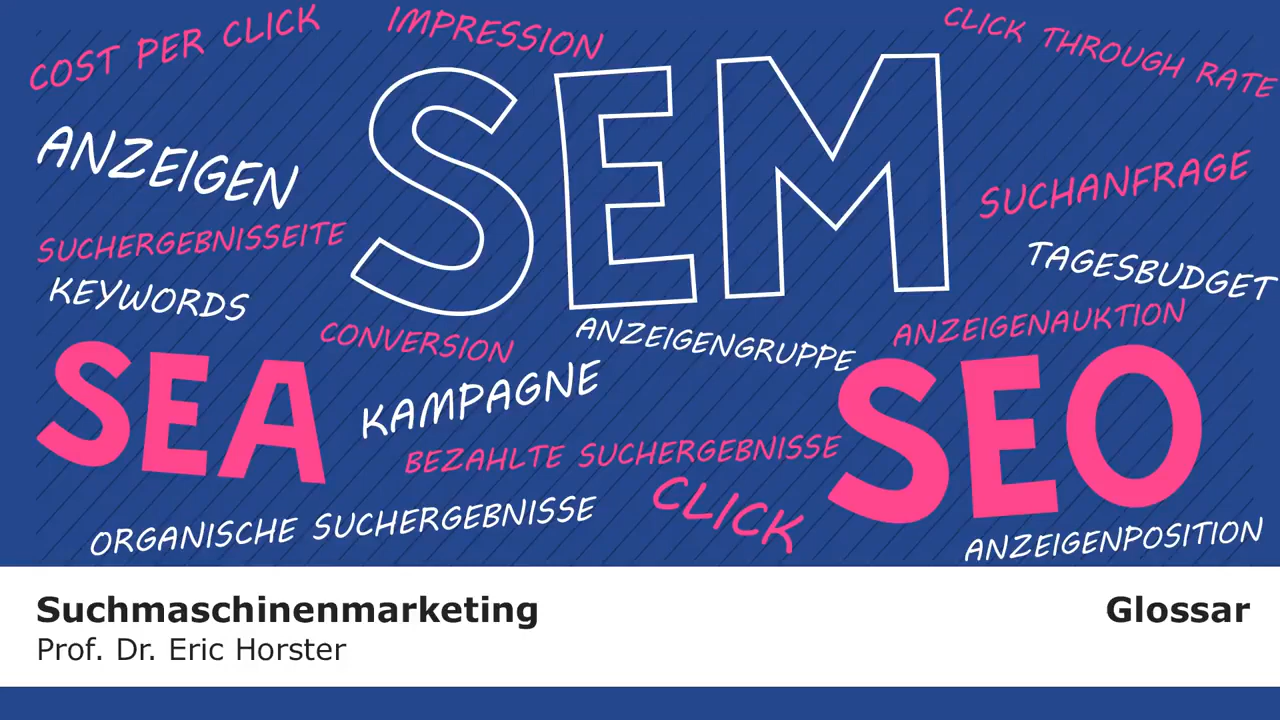 COST PER CLICK
IMPRESSION
CLICK THROUGH RATE
SEM
ANZEIGEN
SUCHANFRAGE
SUCHERGEBNISSEITE
TAGESBUDGET
KEYWORDS
CONVERSION
ANZEIGENGRUPPE
ANZEIGENAUKTION
SEA
KAMPAGNE
SEO
BEZAHLTE SUCHERGEBNISSE
CLICK
ORGANISCHE SUCHERGEBNISSE
ANZEIGENPOSITION
Suchmaschinenmarketing
Glossar
Prof. Dr. Eric Horster